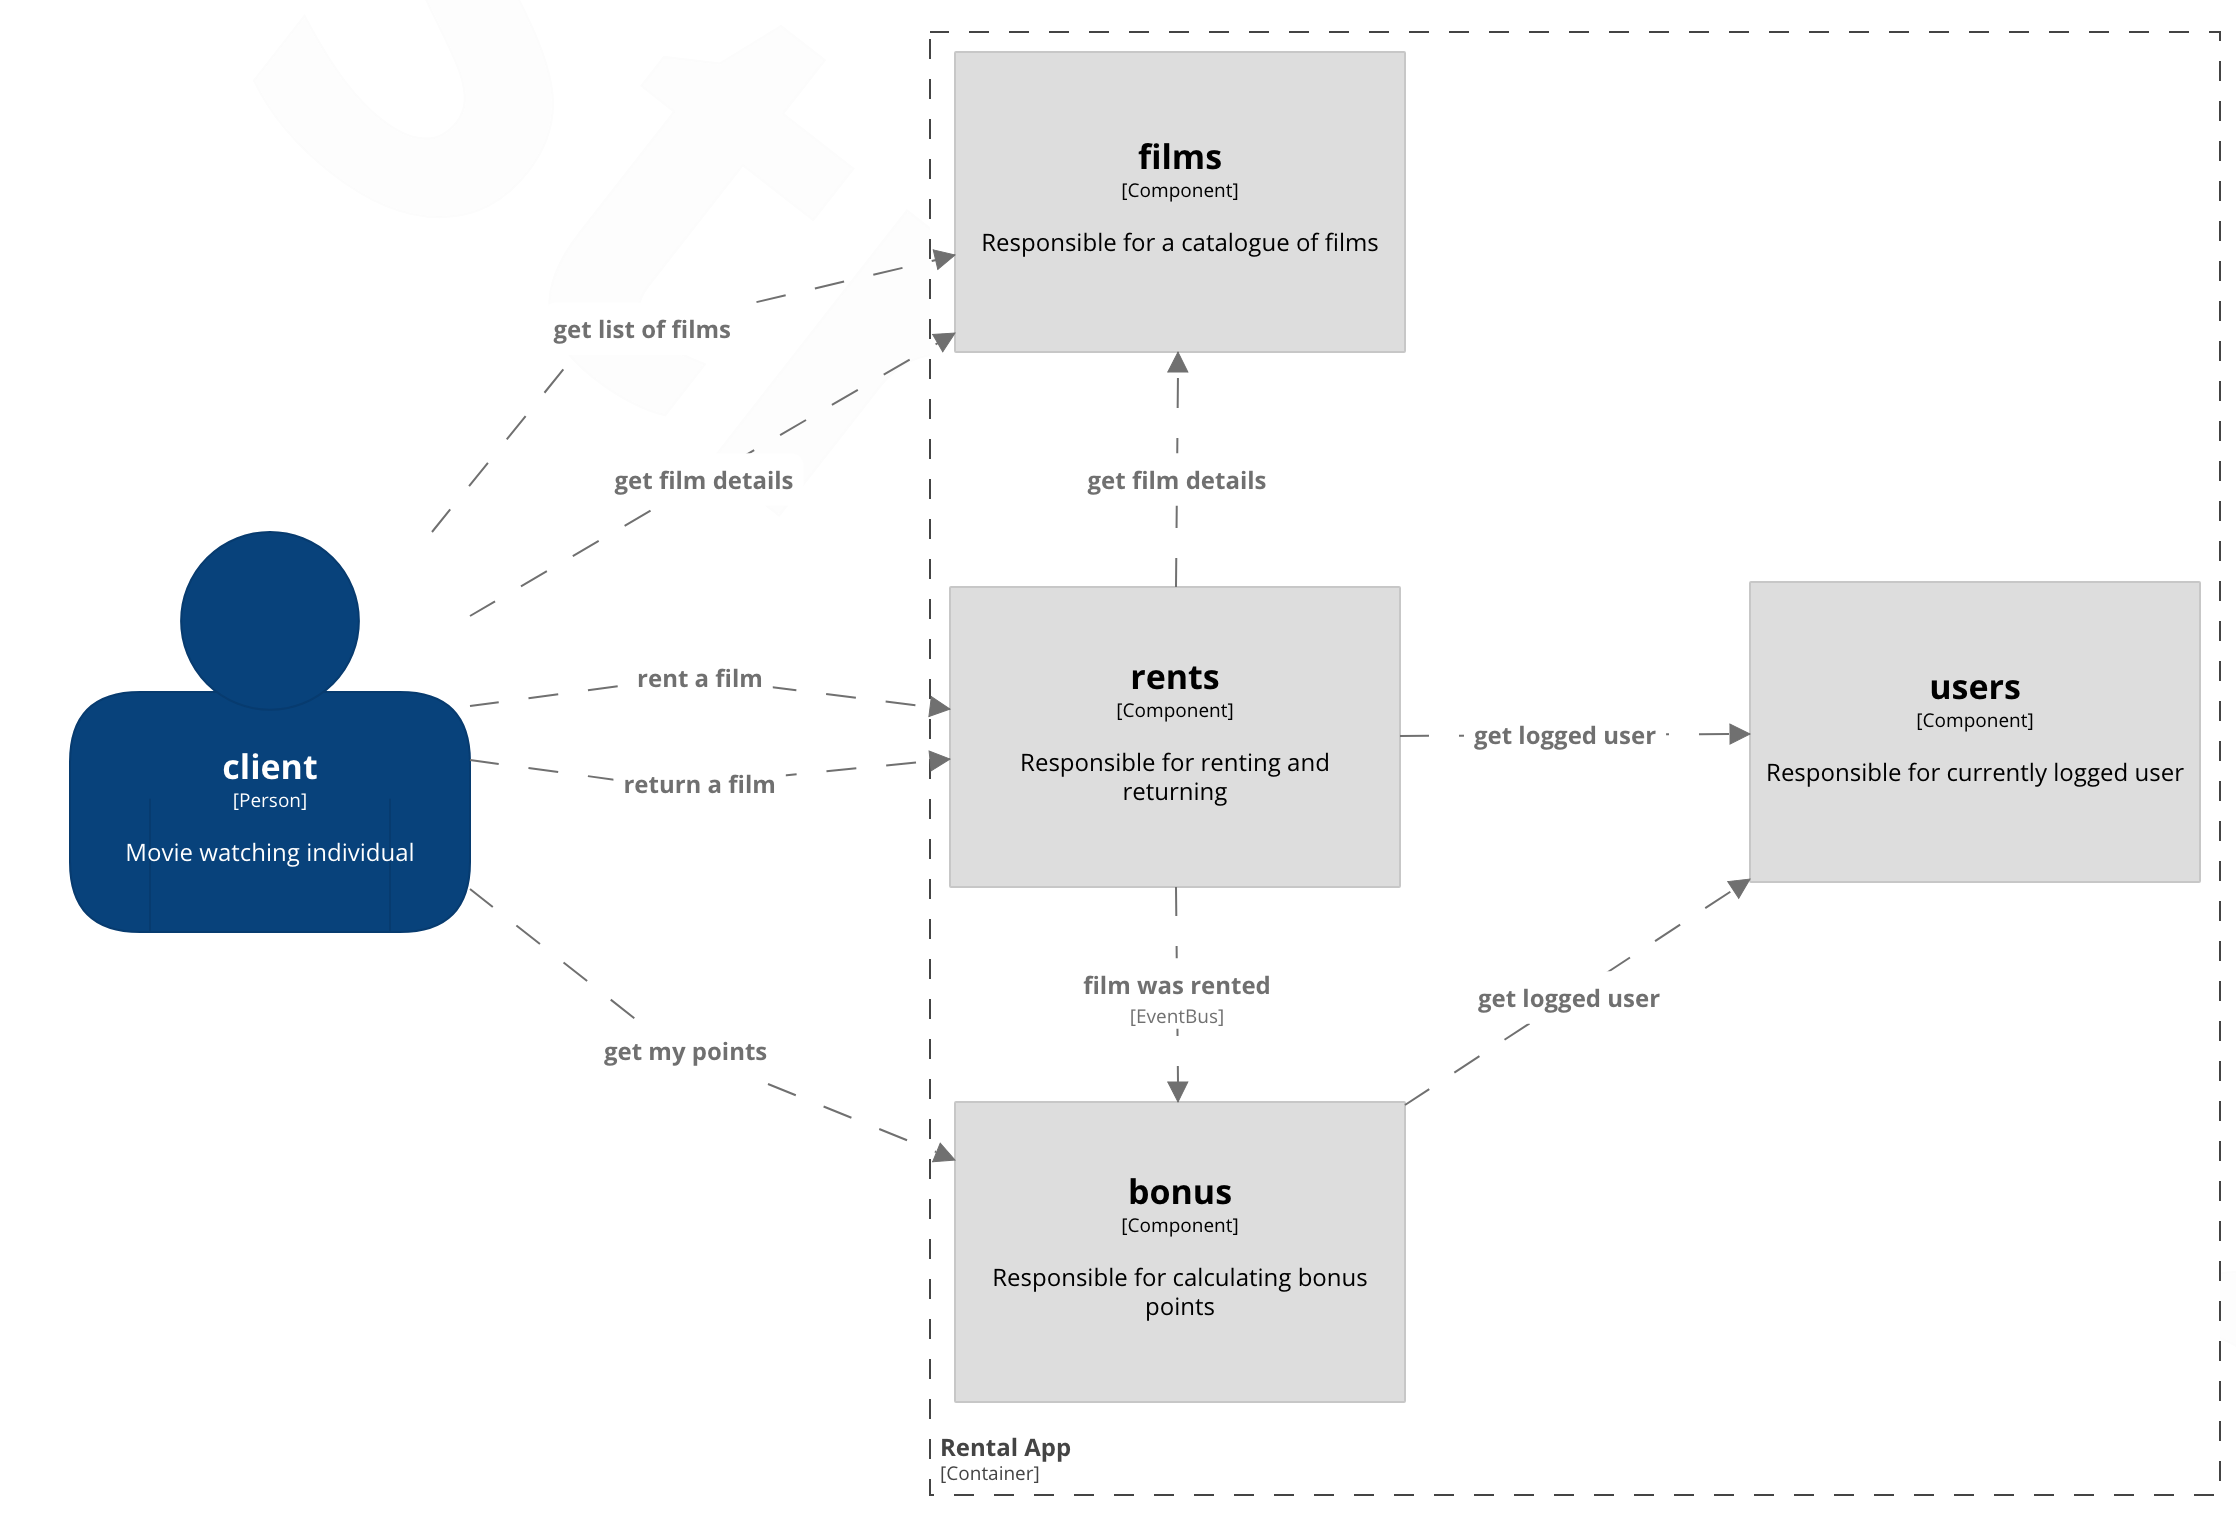 films
[Component]
Responsible for a catalogue of films
get list of films
get film details
get film details
rent a film
return a film
client
[Person]
Movie watching individual
rents
[Component]
Responsible for renting and
returning
get logged user
users
[Component]
Responsible for currently logged user
film was rented
[EventBus]
get logged user
get my points
bonus
[Component]
Responsible for calculating bonus
points
Rental App
[Container]